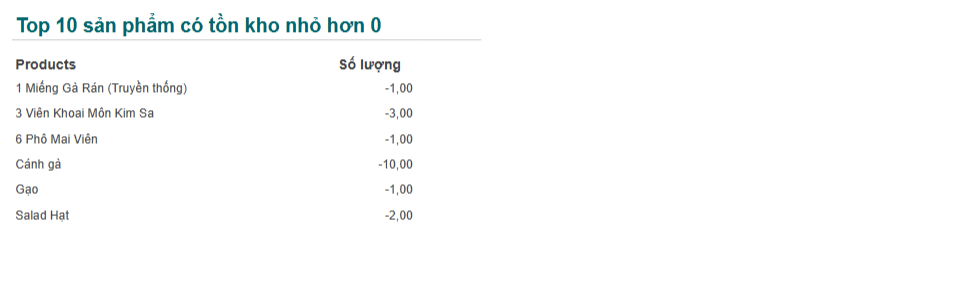 Top 10 sản phẩm có tồn kho nhỏ hơn 0
Products Số lượng
1 Miếng Gà Rán (Truyền thống) -1,00
3 Viên Khoai Môn Kim Sa -3,00
6 Phô Mai Viên -1,00
Cánh gà -10,00
Gạo -1,00
Salad Hạt -2,00